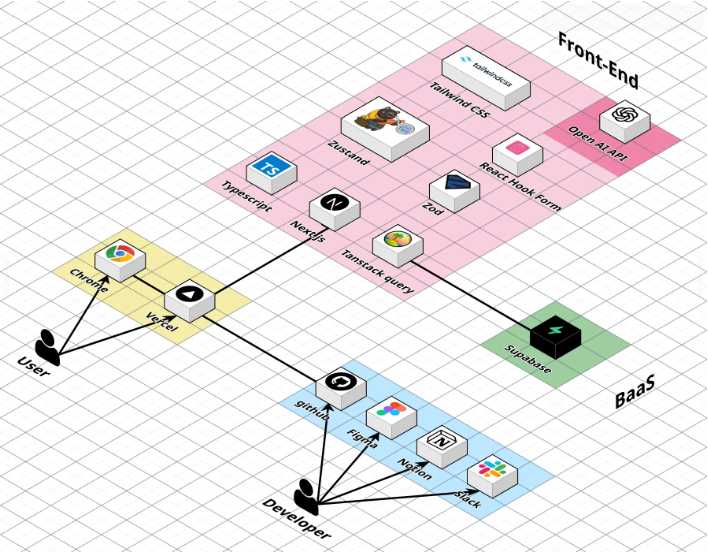 Front-End
tailwindcss
Tailwind CSS
Open AI API
Zustand
React Hook Form
TS
Typescript
Zod
N
Nextjs
Tanstack query
Chrome
Vercel
Supabase
User
BaaS
github
Figma
N
Notion
Slack
Developer